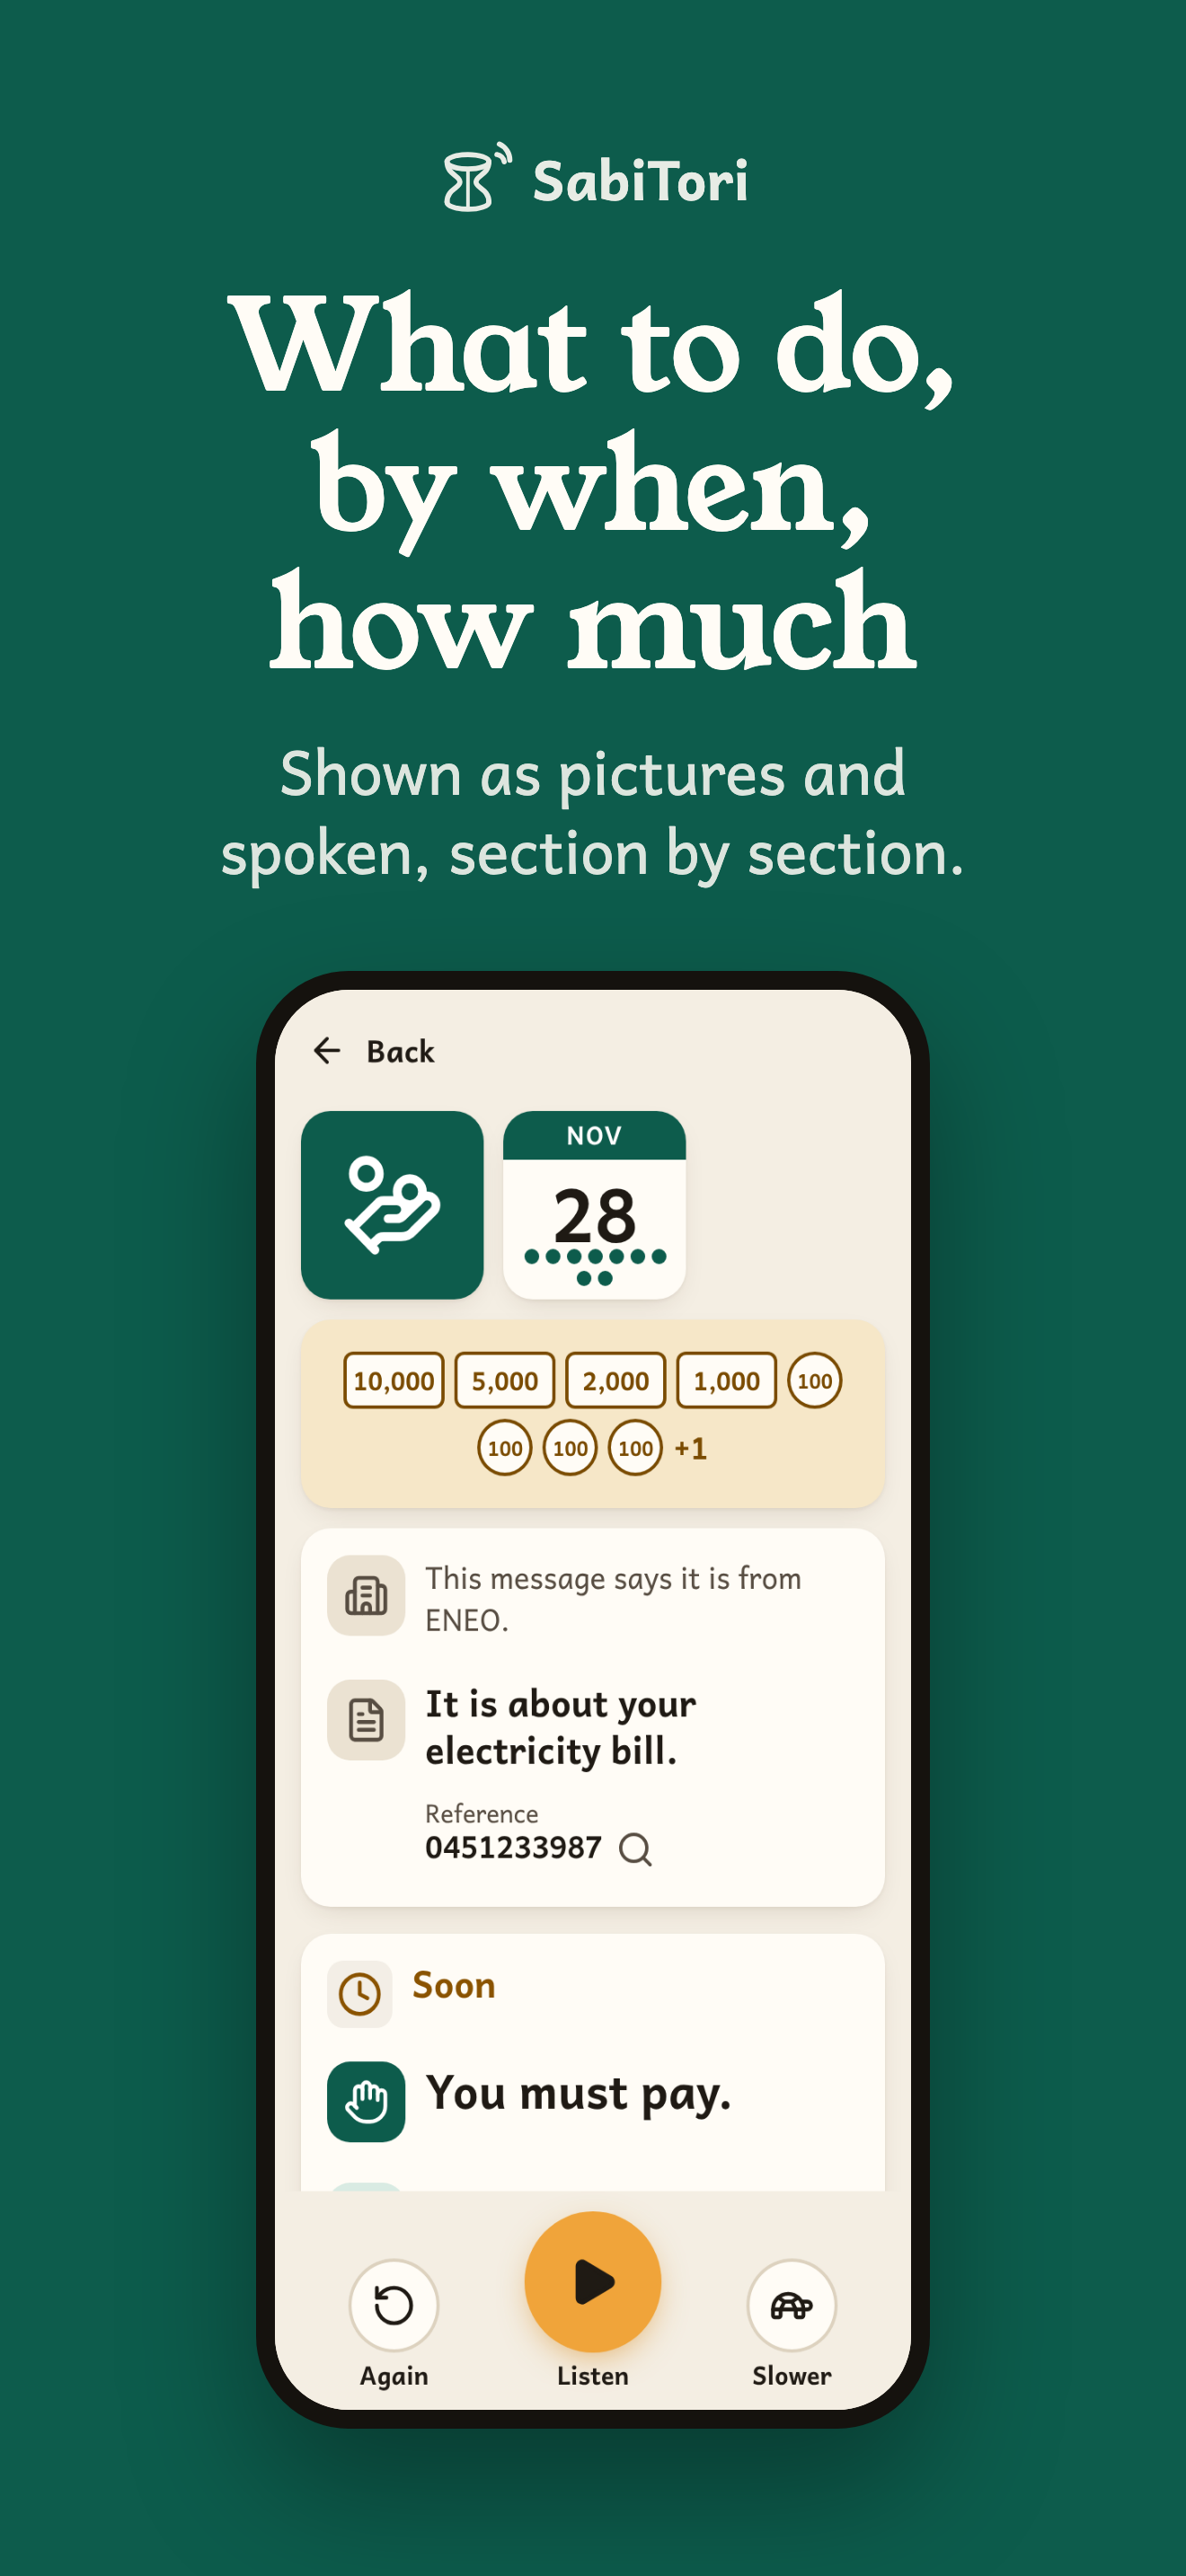 SabiTori
What to do,
by when,
how much
Shown as pictures and
spoken, section by section.
Back
NOV
28
10,000 5,000 2,000 1,000 100
100 100 100 +1
This message says it is from
ENEO.
It is about your
electricity bill.
Reference
0451233987
Soon
You must pay.
Again Listen Slower